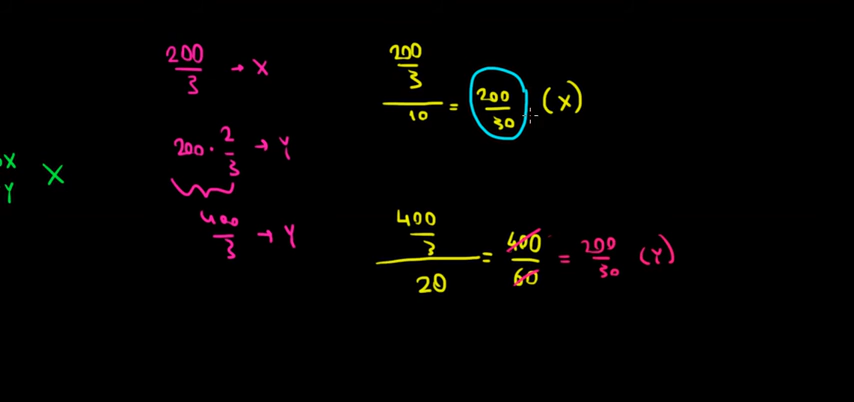 200/3 → X
200 · 2/3 → Y
400/3 → Y
X
Y
X
(200/3)/10 = 200/30 (X)
(400/3)/20 = 400/60 = 200/30 (Y)